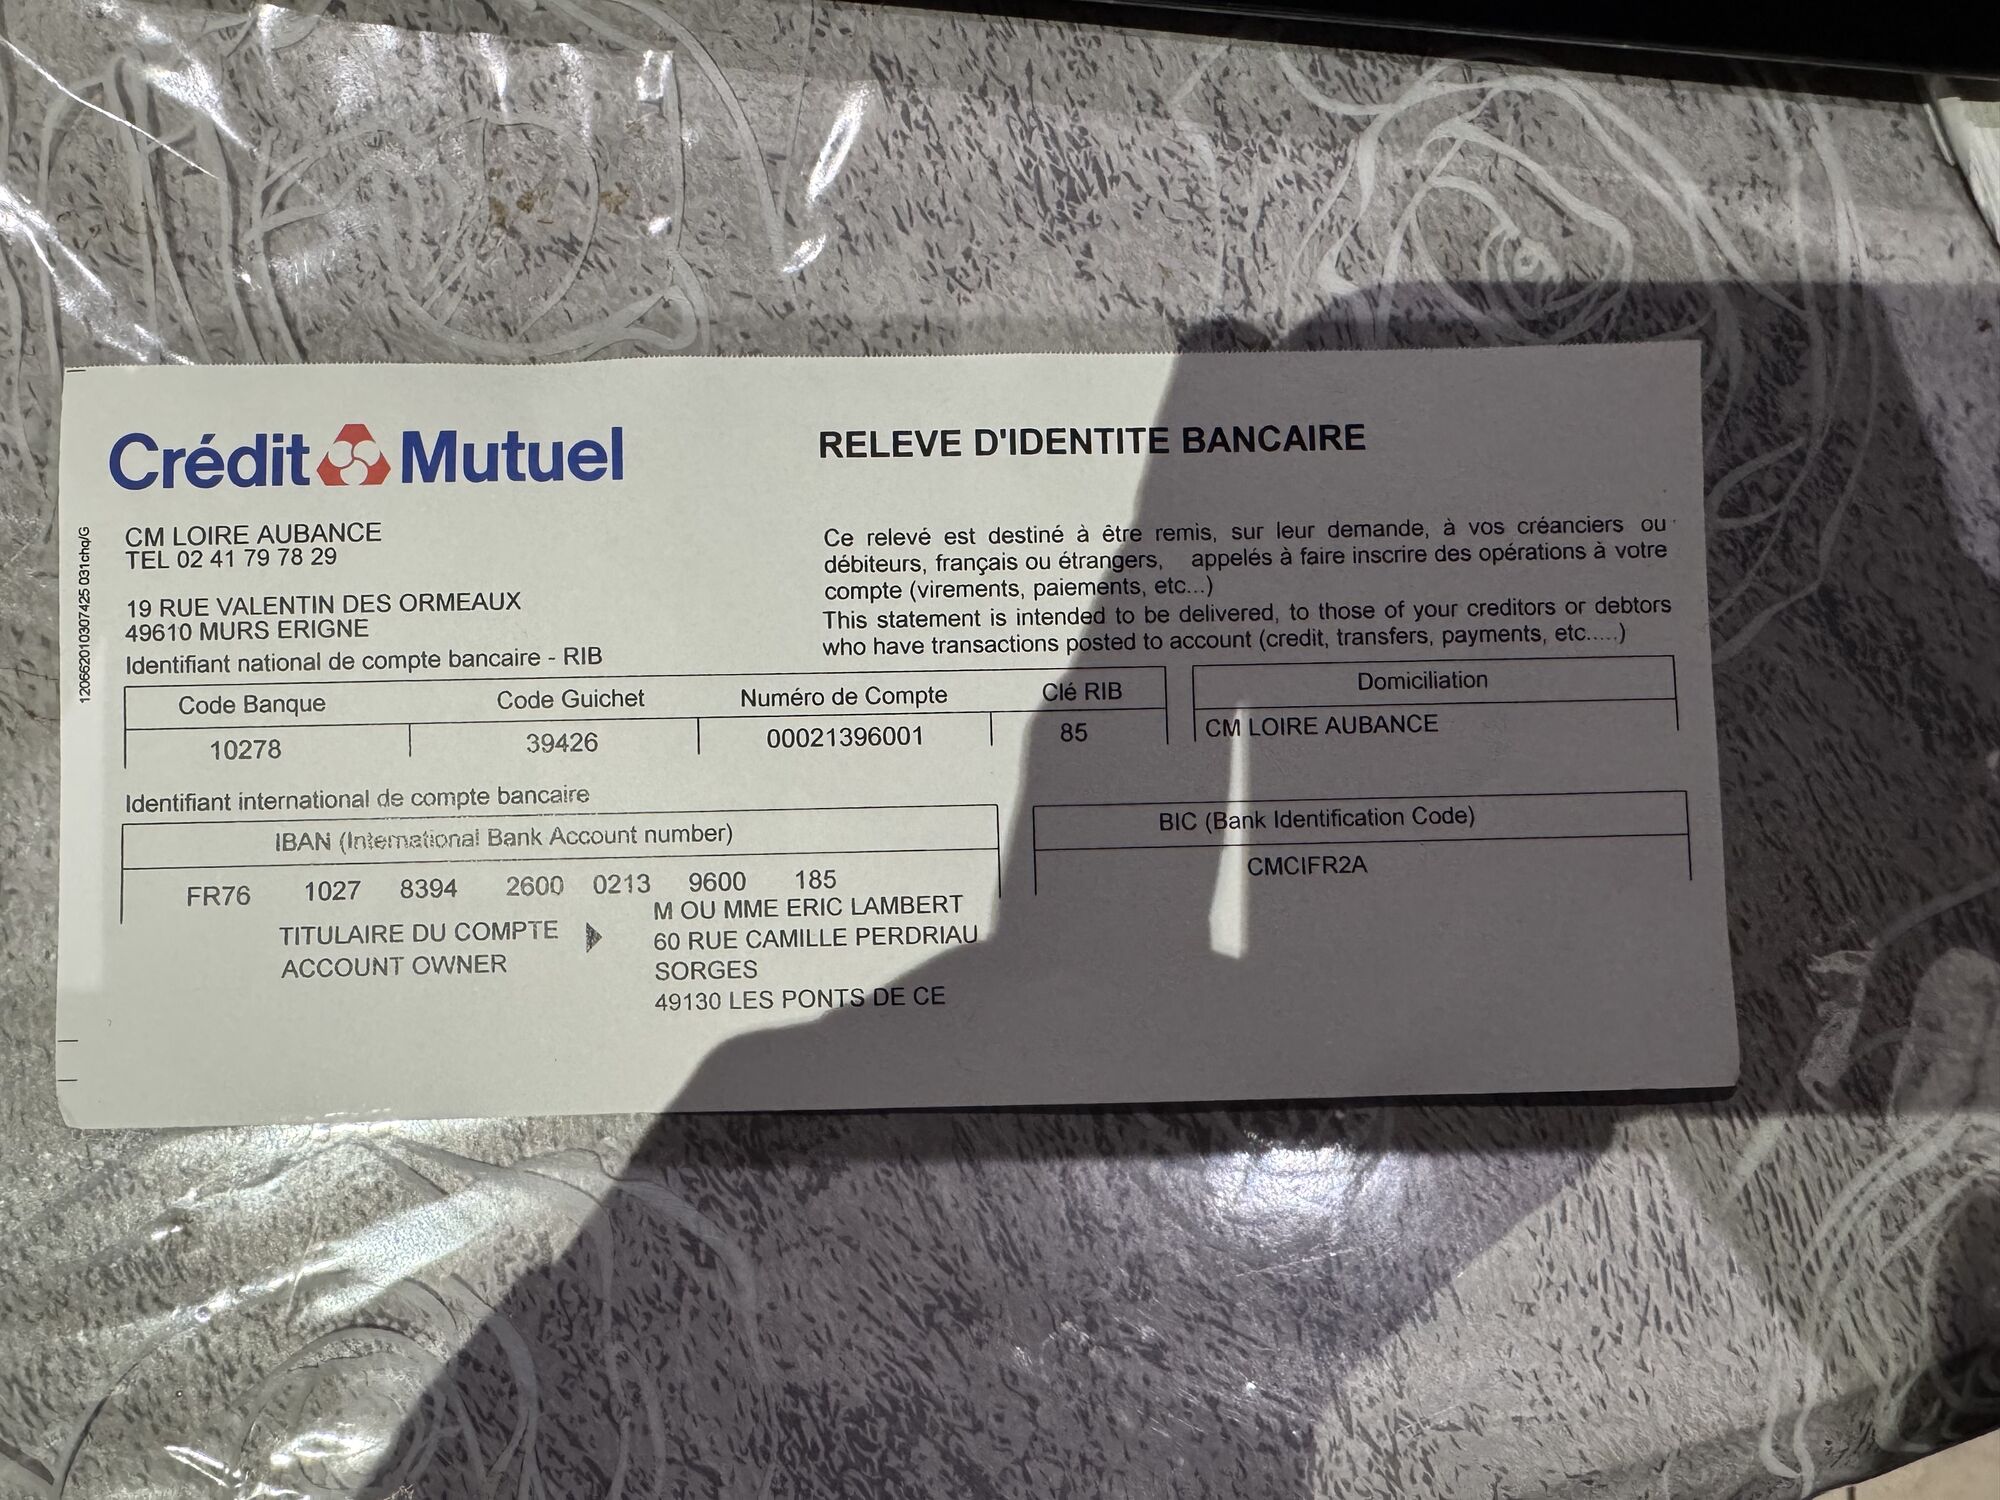 Crédit Mutuel
RELEVE D'IDENTITE BANCAIRE
CM LOIRE AUBANCE
TEL 02 41 79 78 29
19 RUE VALENTIN DES ORMEAUX
49610 MURS ERIGNE
Ce relevé est destiné à être remis, sur leur demande, à vos créanciers ou
débiteurs, français ou étrangers, appelés à faire inscrire des opérations à votre
compte (virements, paiements, etc...)
This statement is intended to be delivered, to those of your creditors or debtors
who have transactions posted to account (credit, transfers, payments, etc.....)
120662010307425 031chq/G
Identifiant national de compte bancaire - RIB
Code Banque Code Guichet Numéro de Compte Clé RIB Domiciliation
10278 39426 00021396001 85 CM LOIRE AUBANCE
Identifiant international de compte bancaire
IBAN (International Bank Account number) BIC (Bank Identification Code)
FR76 1027 8394 2600 0213 9600 185 CMCIFR2A
TITULAIRE DU COMPTE
ACCOUNT OWNER
M OU MME ERIC LAMBERT
60 RUE CAMILLE PERDRIAU
SORGES
49130 LES PONTS DE CE